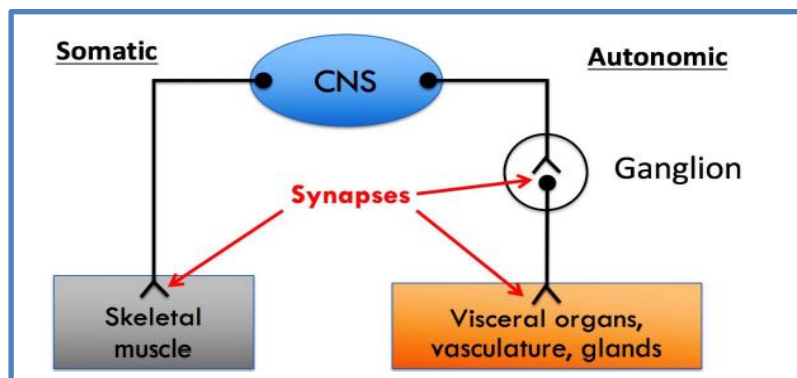 Somatic
CNS
Autonomic
Ganglion
Synapses
Skeletal
muscle
Visceral organs,
vasculature, glands